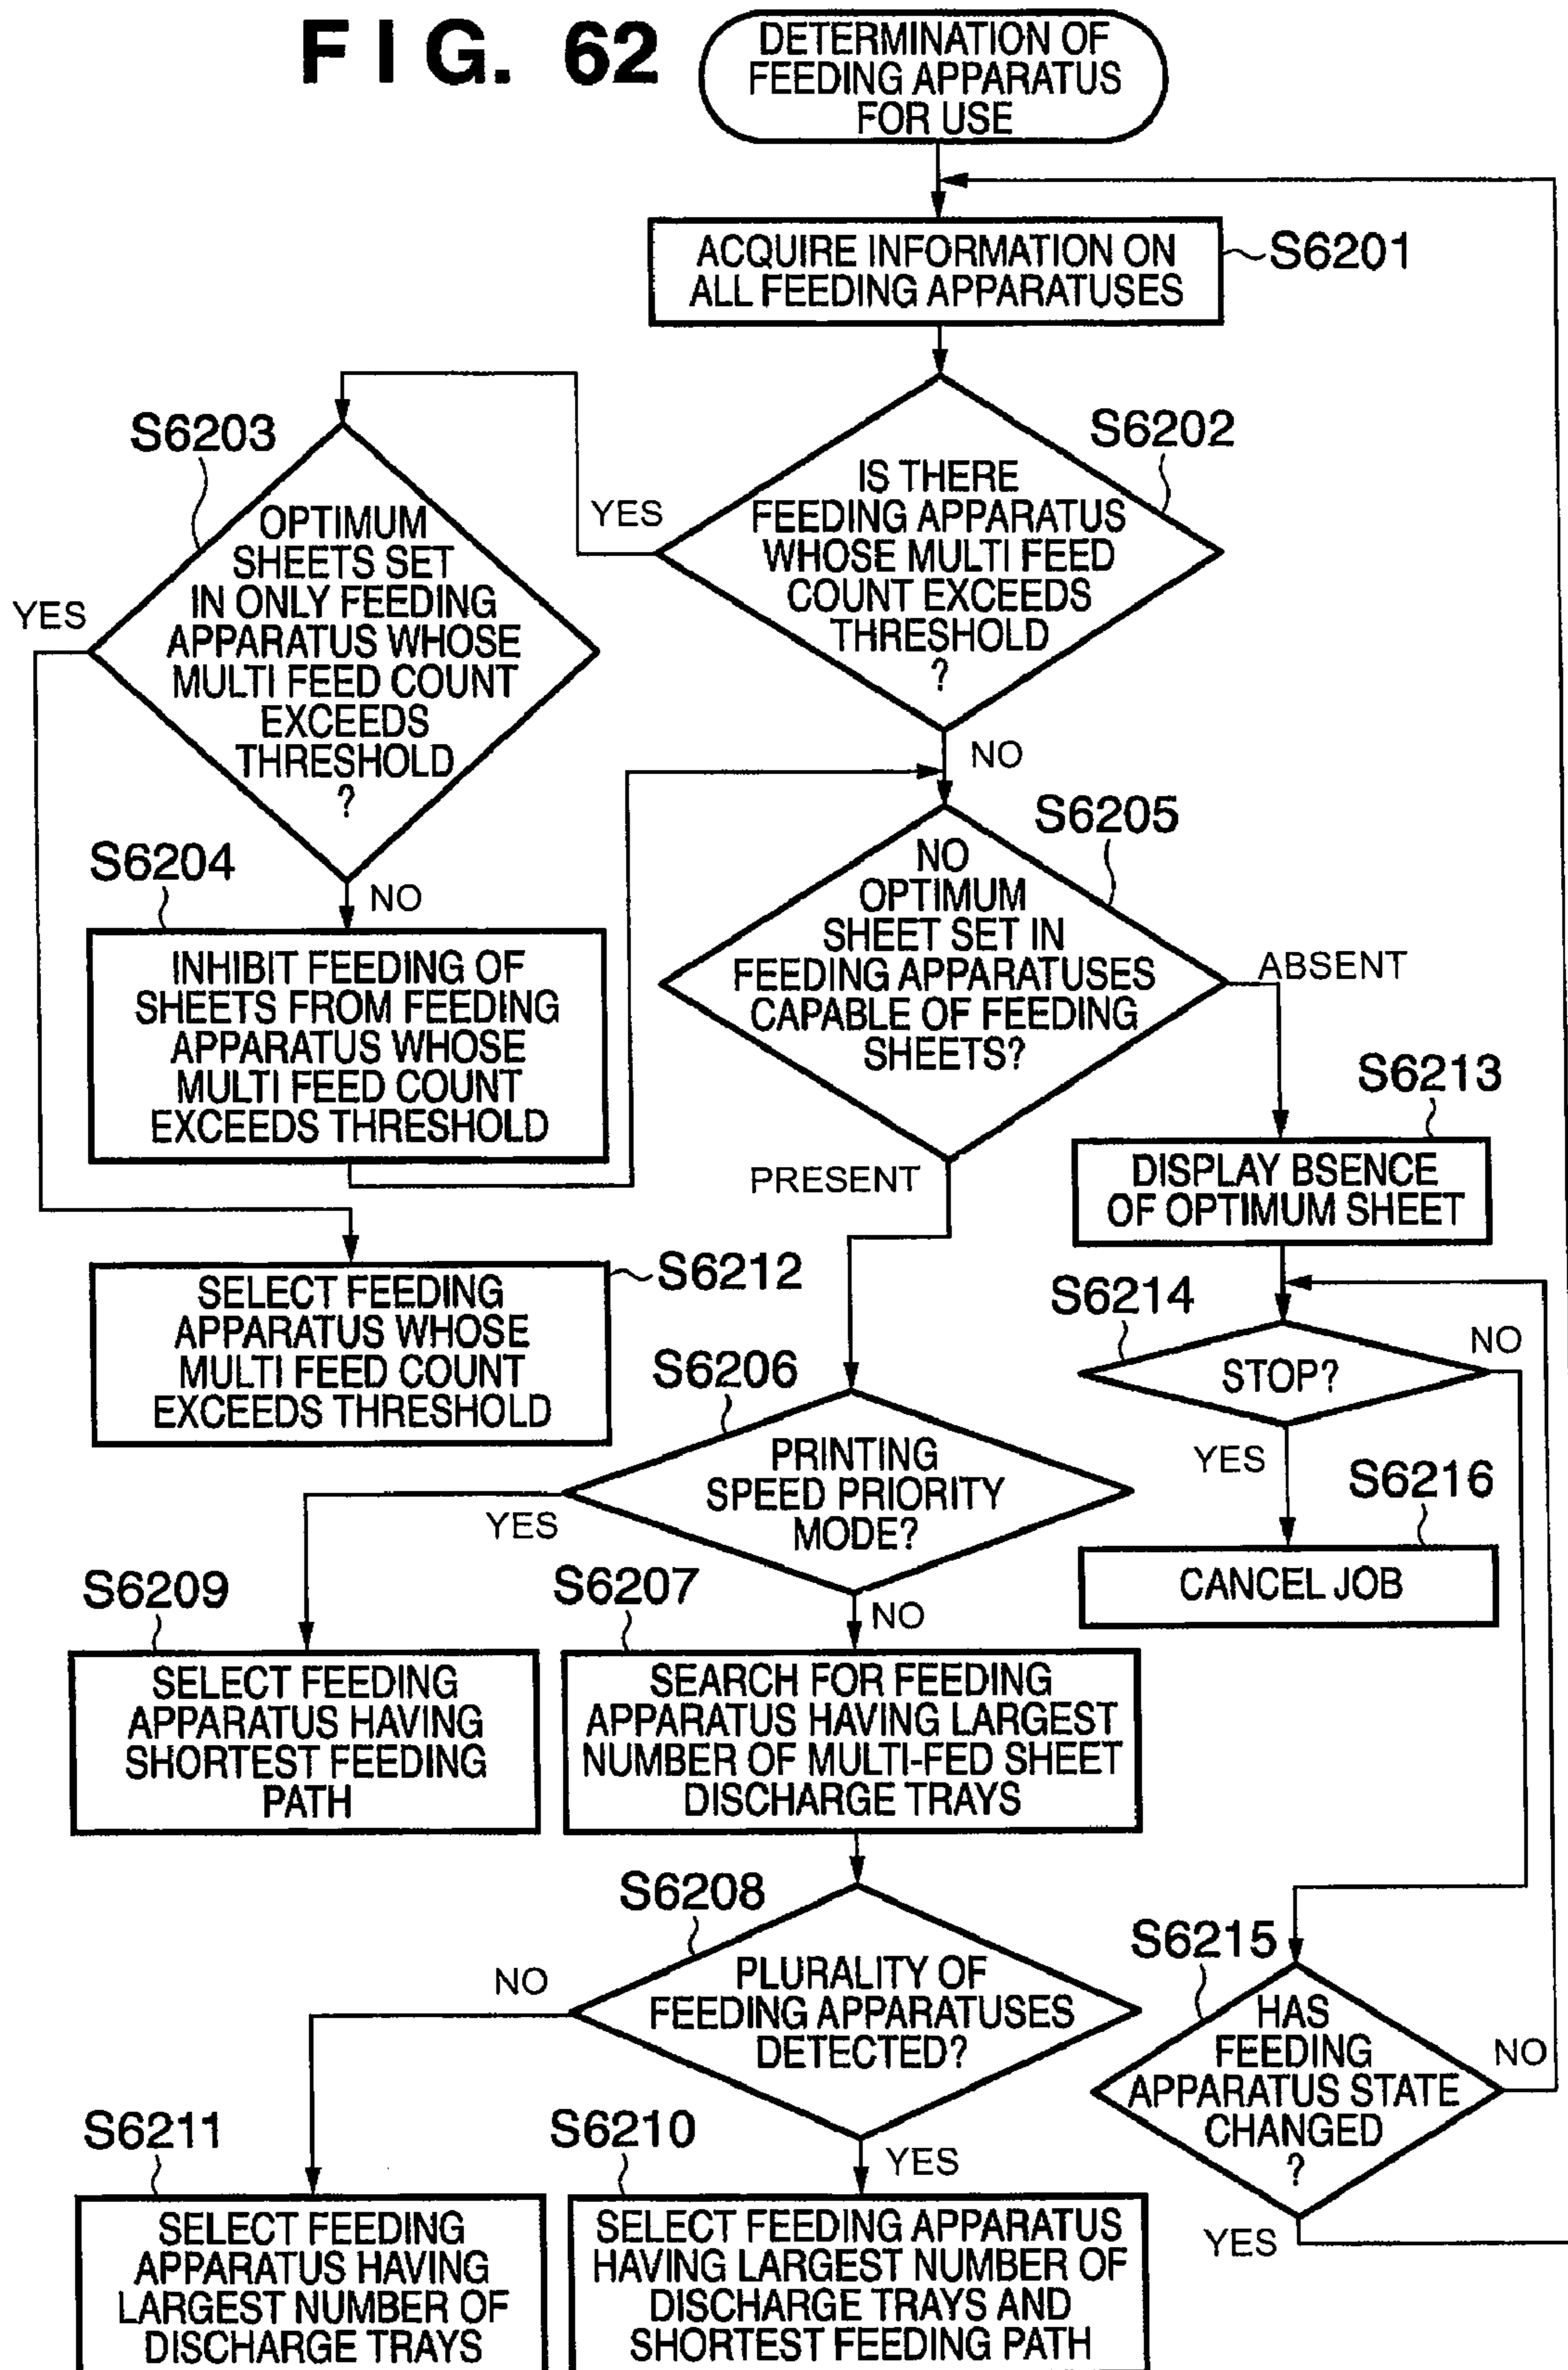 FIG. 62
DETERMINATION OF
FEEDING APPARATUS
FOR USE
ACQUIRE INFORMATION ON
ALL FEEDING APPARATUSES
S6201
S6202
IS THERE
FEEDING APPARATUS
WHOSE MULTI FEED
COUNT EXCEEDS
THRESHOLD
?
YES
NO
S6203
OPTIMUM
SHEETS SET
IN ONLY FEEDING
APPARATUS WHOSE
MULTI FEED COUNT
EXCEEDS
THRESHOLD
?
YES
NO
S6204
INHIBIT FEEDING OF
SHEETS FROM FEEDING
APPARATUS WHOSE
MULTI FEED COUNT
EXCEEDS THRESHOLD
S6205
NO
OPTIMUM
SHEET SET IN
FEEDING APPARATUSES
CAPABLE OF FEEDING
SHEETS?
ABSENT
PRESENT
S6213
DISPLAY BSENCE
OF OPTIMUM SHEET
S6212
SELECT FEEDING
APPARATUS WHOSE
MULTI FEED COUNT
EXCEEDS THRESHOLD
S6214
STOP?
NO
YES
S6216
CANCEL JOB
S6206
PRINTING
SPEED PRIORITY
MODE?
YES
NO
S6209
SELECT FEEDING
APPARATUS HAVING
SHORTEST FEEDING
PATH
S6207
SEARCH FOR FEEDING
APPARATUS HAVING LARGEST
NUMBER OF MULTI-FED SHEET
DISCHARGE TRAYS
S6208
PLURALITY OF
FEEDING APPARATUSES
DETECTED?
NO
YES
S6215
HAS
FEEDING
APPARATUS STATE
CHANGED
?
NO
YES
S6211
SELECT FEEDING
APPARATUS HAVING
LARGEST NUMBER OF
DISCHARGE TRAYS
S6210
SELECT FEEDING APPARATUS
HAVING LARGEST NUMBER OF
DISCHARGE TRAYS AND
SHORTEST FEEDING PATH